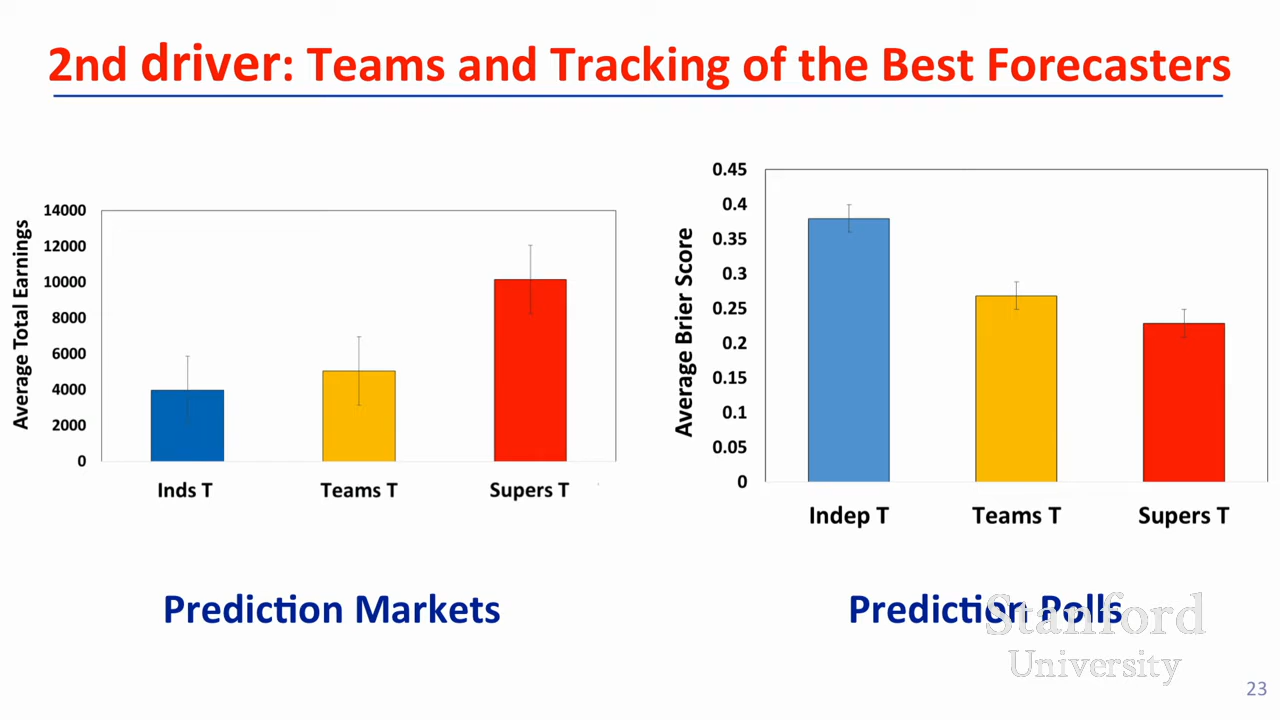 2nd driver: Teams and Tracking of the Best Forecasters
Average Total Earnings
14000
12000
10000
8000
6000
4000
2000
0
Inds T Teams T Supers T
Prediction Markets
Average Brier Score
0.45
0.4
0.35
0.3
0.25
0.2
0.15
0.1
0.05
0
Indep T Teams T Supers T
Prediction Polls
Stanford
University
23